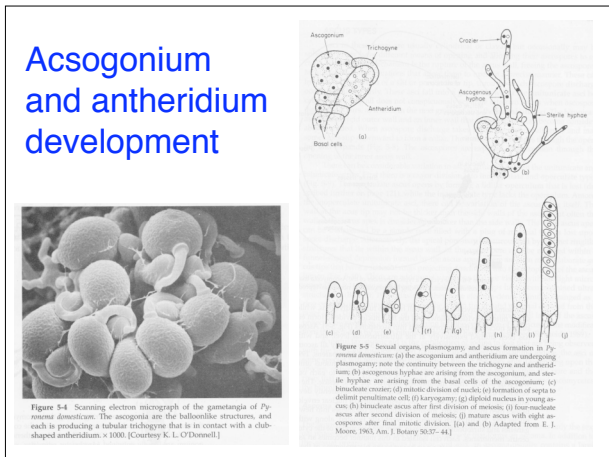 Acsogonium
and antheridium
development
Ascogonium
Trichogyne
Antheridium
(a)
Basal cells
Crozier
Ascogenous
hyphae
Sterile hyphae
(b)
(c) (d) (e) (f) (g) (h) (i) (j)
Figure 5-4 Scanning electron micrograph of the gametangia of Py-
ronema domesticum. The ascogonia are the balloonlike structures, and
each is producing a tubular trichogyne that is in contact with a club-
shaped antheridium. × 1000. [Courtesy K. L. O'Donnell.]
Figure 5-5 Sexual organs, plasmogamy, and ascus formation in Py-
ronema domesticum: (a) the ascogonium and antheridium are undergoing
plasmogamy; note the continuity between the trichogyne and antherid-
ium; (b) ascogenous hyphae are arising from the ascogonium, and ster-
ile hyphae are arising from the basal cells of the ascogonium; (c)
binucleate crozier; (d) mitotic division of nuclei; (e) formation of septa to
delimit penultimate cell; (f) karyogamy; (g) diploid nucleus in young as-
cus; (h) binucleate ascus after first division of meiosis; (i) four-nucleate
ascus after second division of meiosis; (j) mature ascus with eight as-
cospores after final mitotic division. [(a) and (b) Adapted from E. J.
Moore, 1963, Am. J. Botany 50:37– 44.]